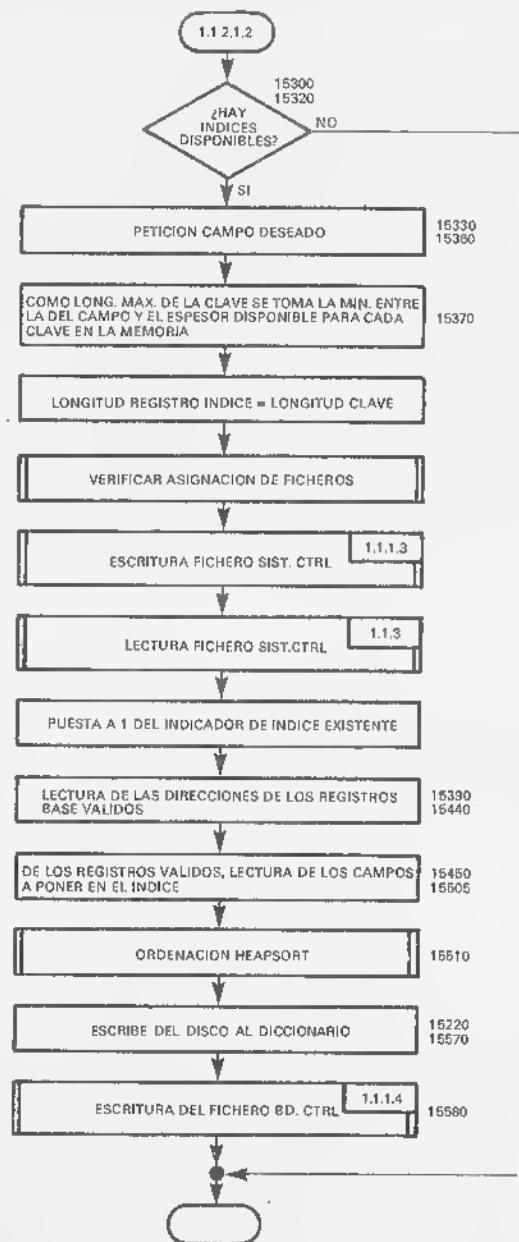 1.1.2.1.2
15300
15320
¿HAY
INDICES
DISPONIBLES?
NO
SI
PETICION CAMPO DESEADO
15330
15360
COMO LONG. MAX. DE LA CLAVE SE TOMA LA MIN. ENTRE
LA DEL CAMPO Y EL ESPESOR DISPONIBLE PARA CADA
CLAVE EN LA MEMORIA
15370
LONGITUD REGISTRO INDICE = LONGITUD CLAVE
VERIFICAR ASIGNACION DE FICHEROS
1.1.1.3
ESCRITURA FICHERO SIST. CTRL
1.1.3
LECTURA FICHERO SIST.CTRL
PUESTA A 1 DEL INDICADOR DE INDICE EXISTENTE
LECTURA DE LAS DIRECCIONES DE LOS REGISTROS
BASE VALIDOS
15390
15440
DE LOS REGISTROS VALIDOS, LECTURA DE LOS CAMPOS
A PONER EN EL INDICE
15450
15505
ORDENACION HEAPSORT
15510
ESCRIBE DEL DISCO AL DICCIONARIO
15220
15570
1.1.1.4
ESCRITURA DEL FICHERO BD. CTRL
15580